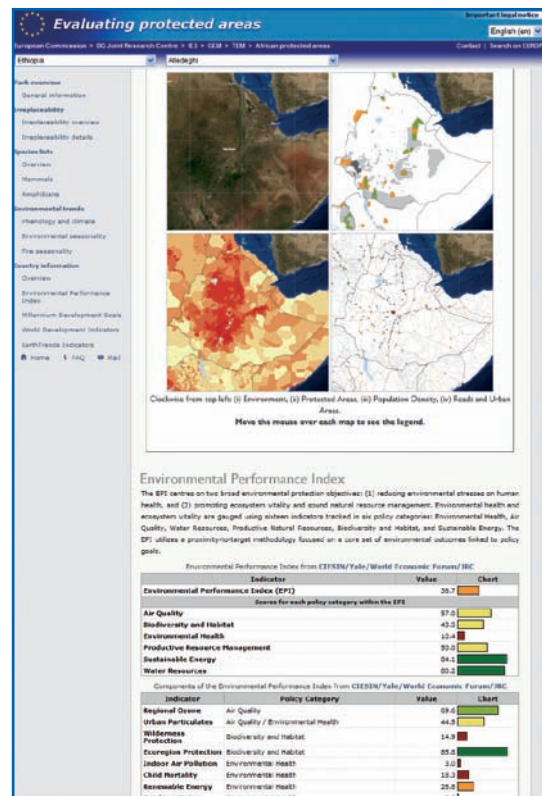 Evaluating protected areas
Important legal notice
English (en)
European Commission > DG Joint Research Centre > IES > GEM > TEM > African protected areas
Contact | Search on EUROPA
Ethiopia
Alledeghi
Park overview
General information
Irreplaceability
Irreplaceability overview
Irreplaceability details
Species lists
Overview
Mammals
Amphibians
Environmental trends
Phenology and climate
Environmental seasonality
Fire seasonality
Country information
Overview
Environmental Performance
Index
Millennium Development Goals
World Development Indicators
EarthTrends Indicators
Home FAQ Mail
Clockwise from top left (i) Environment, (ii) Protected Areas, (iii) Population Density, (iv) Roads and Urban
Areas.
Move the mouse over each map to see the legend.
Environmental Performance Index
The EPI centres on two broad environmental protection objectives: (1) reducing environmental stresses on human
health, and (2) promoting ecosystem vitality and sound natural resource management. Environmental health and
ecosystem vitality are gauged using sixteen indicators tracked in six policy categories: Environmental Health, Air
Quality, Water Resources, Productive Natural Resources, Biodiversity and Habitat, and Sustainable Energy. The
EPI utilizes a proximity-to-target methodology focused on a core set of environmental outcomes linked to policy
goals.
Environmental Performance Index from CIESIN/Yale/World Economic Forum/JRC
Indicator Value Chart
Environmental Performance Index (EPI) 36.7
Scores for each policy category within the EPI
Air Quality 57.0
Biodiversity and Habitat 43.5
Environmental Health 13.4
Productive Resource Management 50.0
Sustainable Energy 84.1
Water Resources
Components of the Environmental Performance Index from CIESIN/Yale/World Economic Forum/JRC
Indicator Policy Category Value Chart
Regional Ozone Air Quality 69.6
Urban Particulates Air Quality / Environmental Health 44.5
Wilderness
Protection Biodiversity and Habitat 14.9
Ecoregion Protection Biodiversity and Habitat 85.8
Indoor Air Pollution Environmental Health 3.0
Child Mortality Environmental Health 15.3
Renewable Energy Environmental Health 25.8